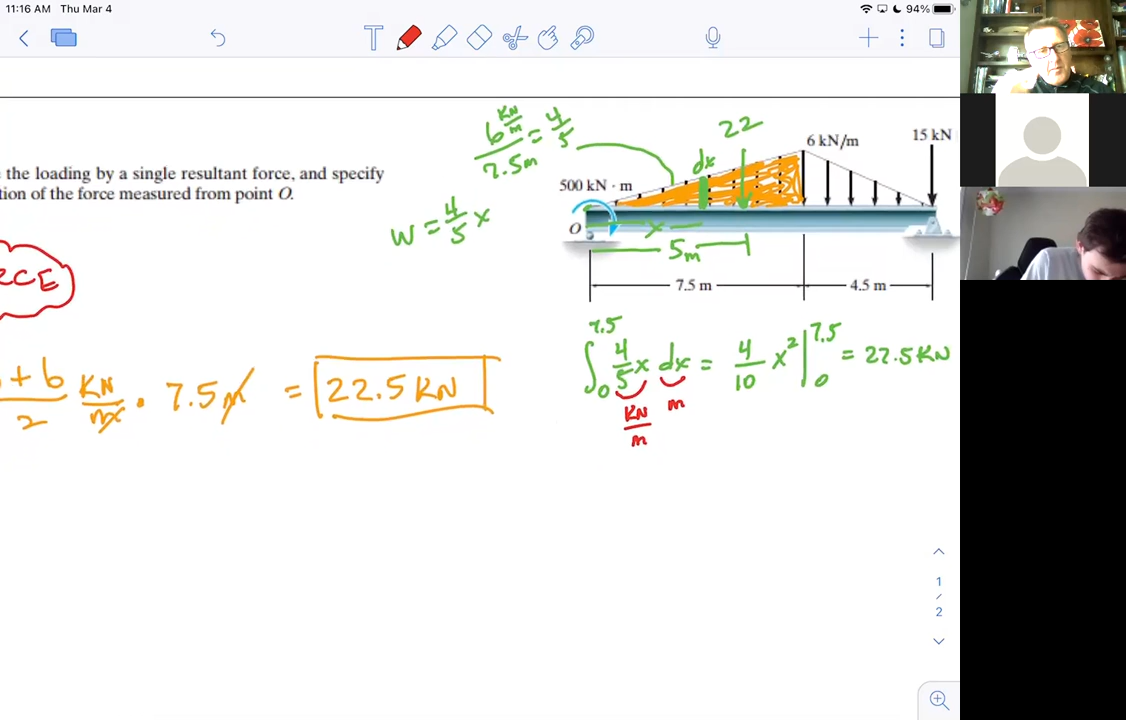 11:16 AM Thu Mar 4
94%
the loading by a single resultant force, and specify
tion of the force measured from point O.
RCE
+ 6 / 2 KN/m · 7.5 m = 22.5 KN
6 KN/m / 7.5m = 4/5
w = 4/5 x
22
dx
6 kN/m
15 kN
500 kN · m
O
x
5m
7.5 m
4.5 m
∫ 0 7.5 4/5 x dx = 4/10 x² | 0 7.5 = 22.5 KN
KN/m
m
1
/
2